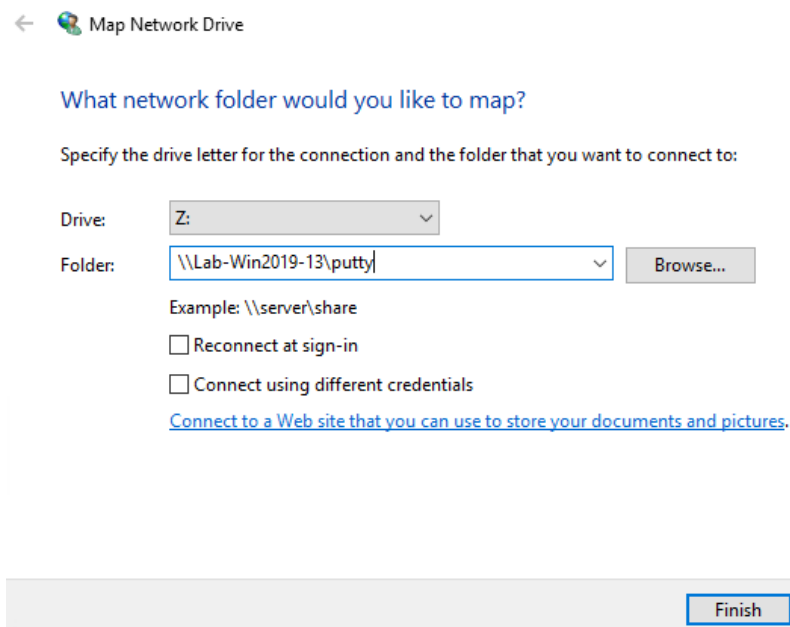 Map Network Drive
What network folder would you like to map?
Specify the drive letter for the connection and the folder that you want to connect to:
Drive: Z:
Folder: \\Lab-Win2019-13\putty Browse...
Example: \\server\share
Reconnect at sign-in
Connect using different credentials
Connect to a Web site that you can use to store your documents and pictures.
Finish